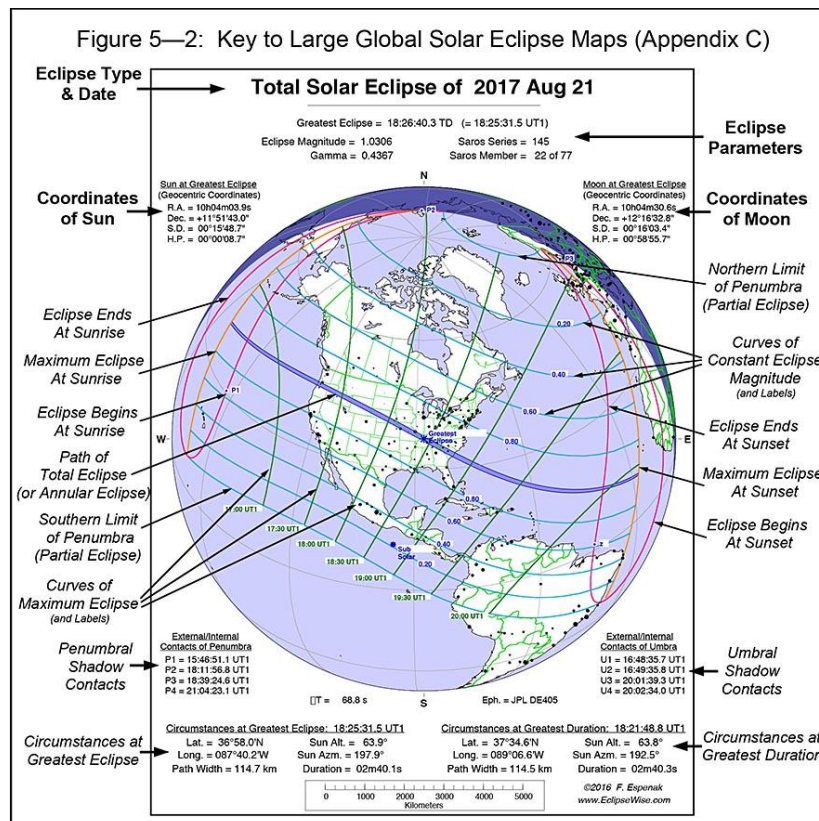 Figure 5—2: Key to Large Global Solar Eclipse Maps (Appendix C)
Eclipse Type
& Date
Total Solar Eclipse of 2017 Aug 21
Greatest Eclipse = 18:26:40.3 TD (= 18:25:31.5 UT1)
Eclipse Magnitude = 1.0306
Gamma = 0.4367
Saros Series = 145
Saros Member = 22 of 77
Eclipse
Parameters
Coordinates
of Sun
Sun at Greatest Eclipse
(Geocentric Coordinates)
R.A. = 10h04m03.9s
Dec. = +11°51'43.0"
S.D. = 00°15'48.7"
H.P. = 00°00'08.7"
Moon at Greatest Eclipse
(Geocentric Coordinates)
R.A. = 10h04m30.6s
Dec. = +12°16'32.8"
S.D. = 00°16'03.4"
H.P. = 00°58'55.7"
Coordinates
of Moon
N
P2
P3
P1
W
E
S
Eclipse Ends
At Sunrise
Maximum Eclipse
At Sunrise
Eclipse Begins
At Sunrise
Path of
Total Eclipse
(or Annular Eclipse)
Southern Limit
of Penumbra
(Partial Eclipse)
Curves of
Maximum Eclipse
(and Labels)
Northern Limit
of Penumbra
(Partial Eclipse)
Curves of
Constant Eclipse
Magnitude
(and Labels)
Eclipse Ends
At Sunset
Maximum Eclipse
At Sunset
Eclipse Begins
At Sunset
0.20
0.40
0.60
0.80
Greatest
Eclipse
0.80
0.60
0.40
0.20
Sub
Solar
17:00 UT1
17:30 UT1
18:00 UT1
18:30 UT1
19:00 UT1
19:30 UT1
20:00 UT1
Penumbral
Shadow
Contacts
External/Internal
Contacts of Penumbra
P1 = 15:46:51.1 UT1
P2 = 18:11:56.8 UT1
P3 = 18:39:24.6 UT1
P4 = 21:04:23.1 UT1
External/Internal
Contacts of Umbra
U1 = 16:48:35.7 UT1
U2 = 16:49:35.8 UT1
U3 = 20:01:39.3 UT1
U4 = 20:02:34.0 UT1
Umbral
Shadow
Contacts
T = 68.8 s
Eph. = JPL DE405
Circumstances at
Greatest Eclipse
Circumstances at Greatest Eclipse: 18:25:31.5 UT1
Lat. = 36°58.0'N
Sun Alt. = 63.9°
Long. = 087°40.2'W
Sun Azm. = 197.9°
Path Width = 114.7 km
Duration = 02m40.1s
Circumstances at Greatest Duration: 18:21:48.8 UT1
Lat. = 37°34.6'N
Sun Alt. = 63.8°
Long. = 089°06.6'W
Sun Azm. = 192.5°
Path Width = 114.5 km
Duration = 02m40.3s
Circumstances at
Greatest Duration
0 1000 2000 3000 4000 5000
Kilometers
©2016 F. Espenak
www.EclipseWise.com